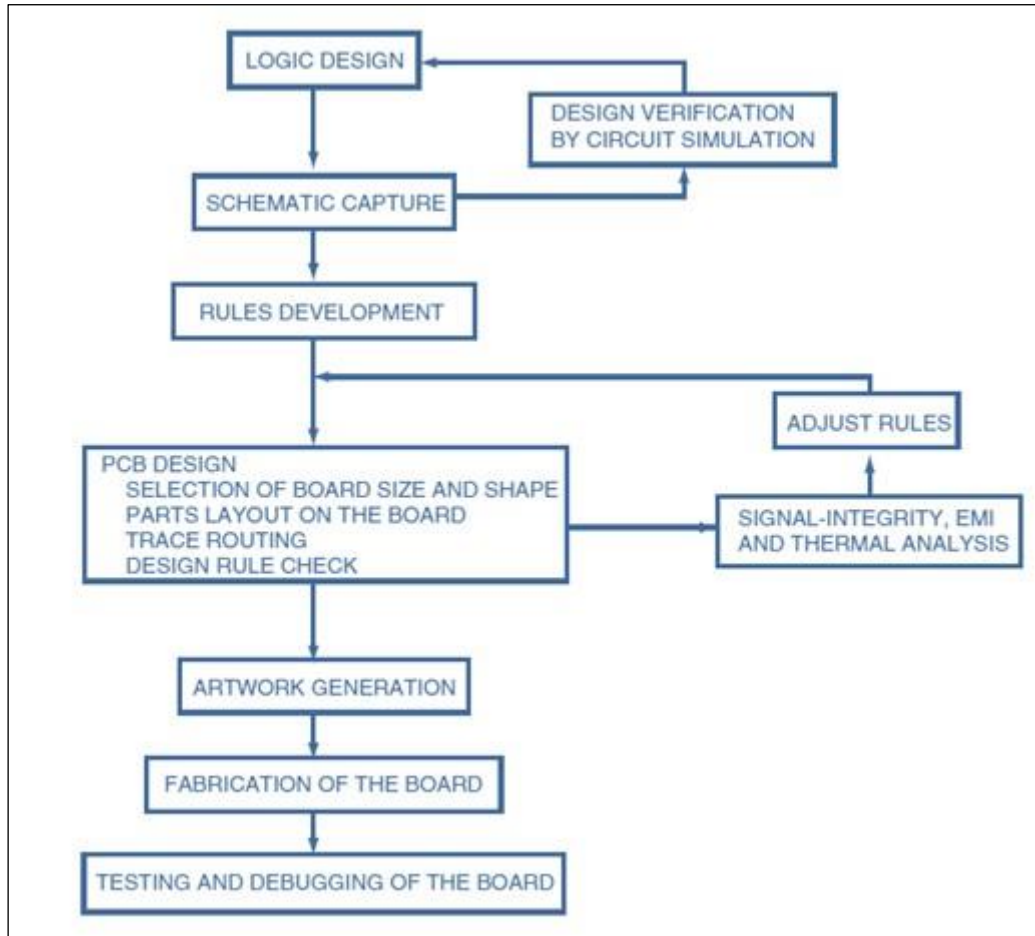 LOGIC DESIGN
DESIGN VERIFICATION
BY CIRCUIT SIMULATION
SCHEMATIC CAPTURE
RULES DEVELOPMENT
ADJUST RULES
PCB DESIGN
SELECTION OF BOARD SIZE AND SHAPE
PARTS LAYOUT ON THE BOARD
TRACE ROUTING
DESIGN RULE CHECK
SIGNAL-INTEGRITY, EMI
AND THERMAL ANALYSIS
ARTWORK GENERATION
FABRICATION OF THE BOARD
TESTING AND DEBUGGING OF THE BOARD